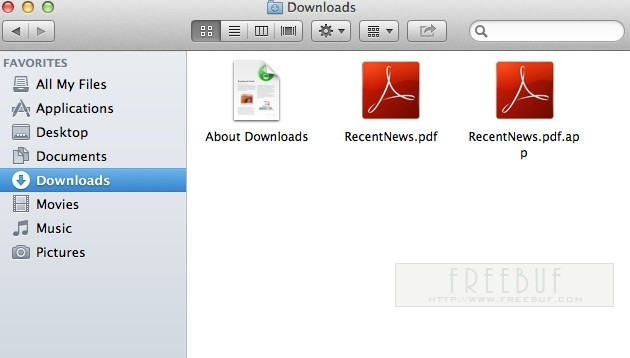 Downloads
FAVORITES
All My Files
Applications
Desktop
Documents
Downloads
Movies
Music
Pictures
About Downloads
RecentNews.pdf
RecentNews.pdf.ap
p
FREEBUF
HTTP://WWW.FREEBUF.COM